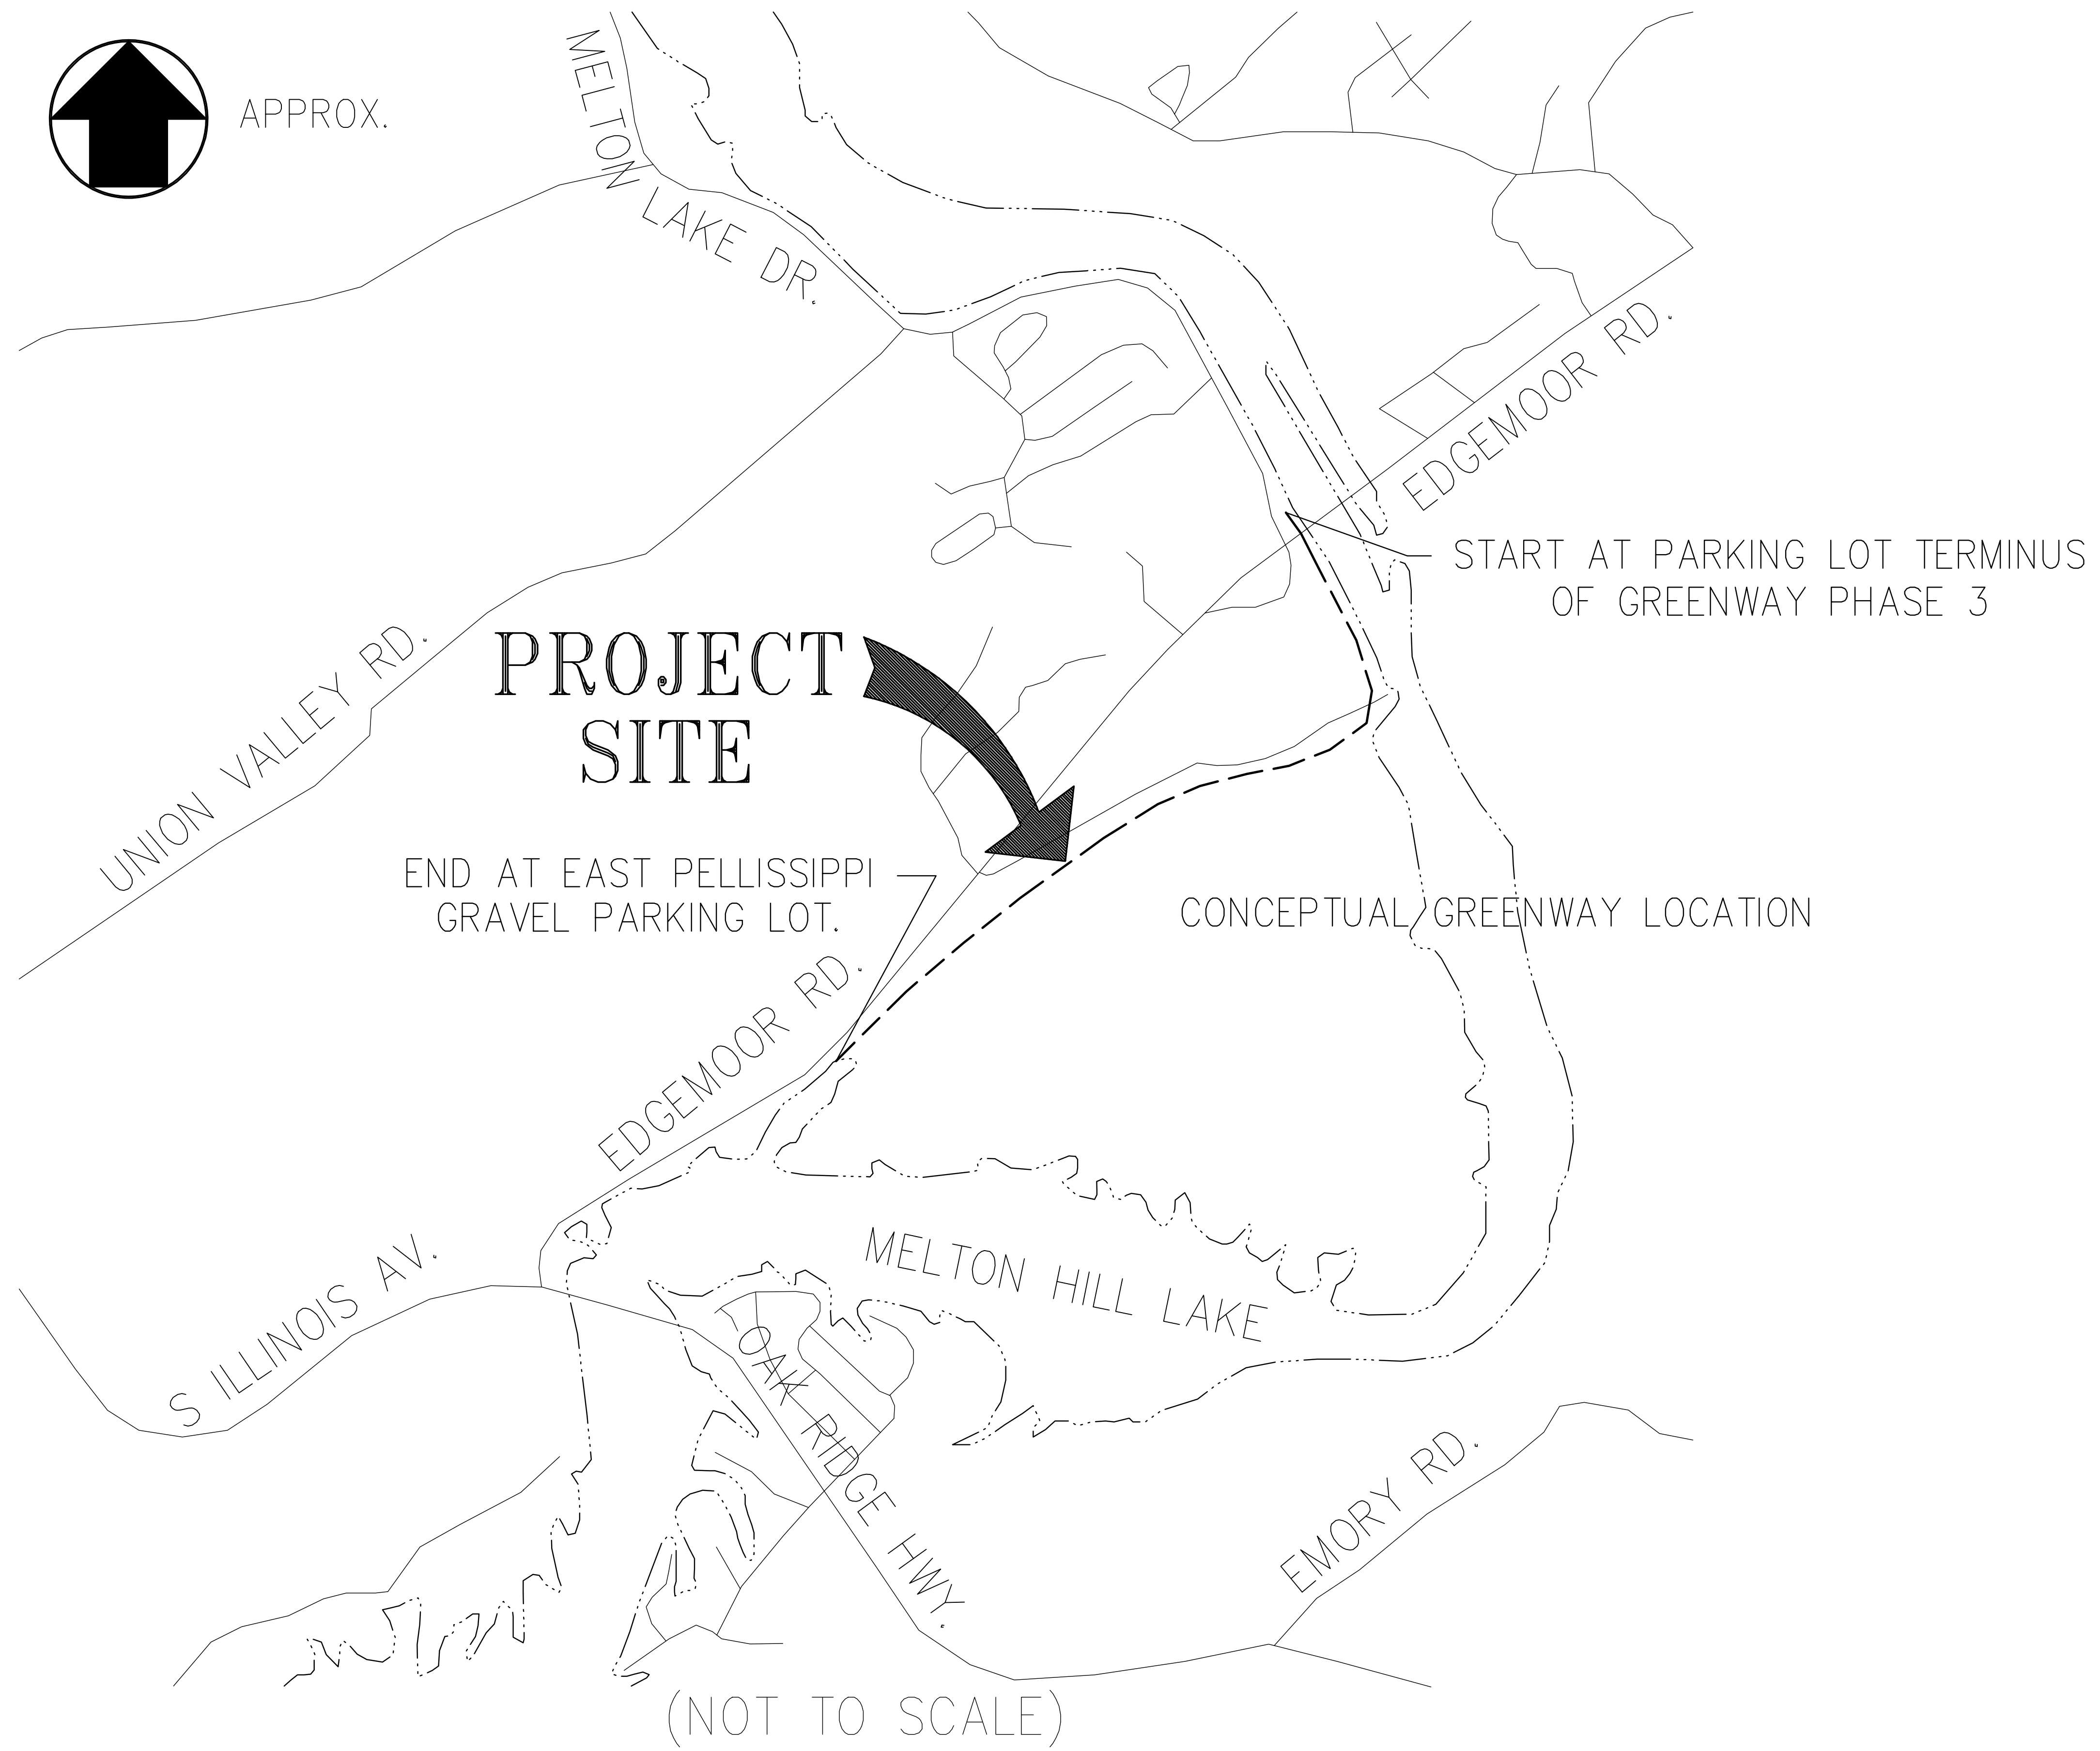 APPROX.
MELTON LAKE DR.
EDGEMOOR RD.
START AT PARKING LOT TERMINUS
OF GREENWAY PHASE 3
UNION VALLEY RD.
PROJECT
SITE
END AT EAST PELLISSIPPI
GRAVEL PARKING LOT.
CONCEPTUAL GREENWAY LOCATION
EDGEMOOR RD.
S ILLINOIS AV.
MELTON HILL LAKE
OAK RIDGE HWY.
EMORY RD.
(NOT TO SCALE)